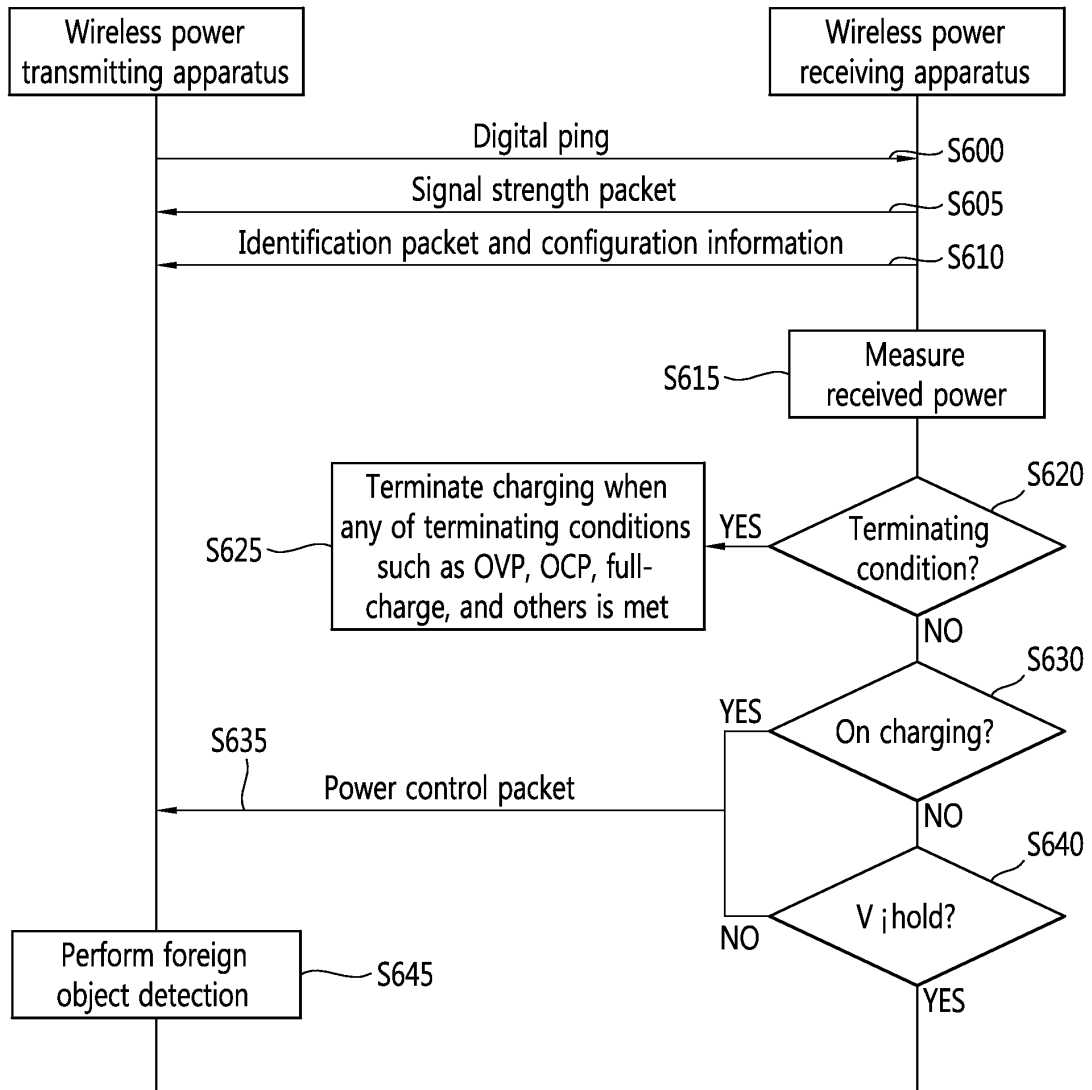 Wireless power
transmitting apparatus
Wireless power
receiving apparatus
Digital ping
S600
Signal strength packet
S605
Identification packet and configuration information
S610
Measure
received power
S615
S620
Terminating
condition?
YES
NO
Terminate charging when
any of terminating conditions
such as OVP, OCP, full-
charge, and others is met
S625
S630
On charging?
YES
NO
S635
Power control packet
S640
V ¡hold?
NO
YES
Perform foreign
object detection
S645